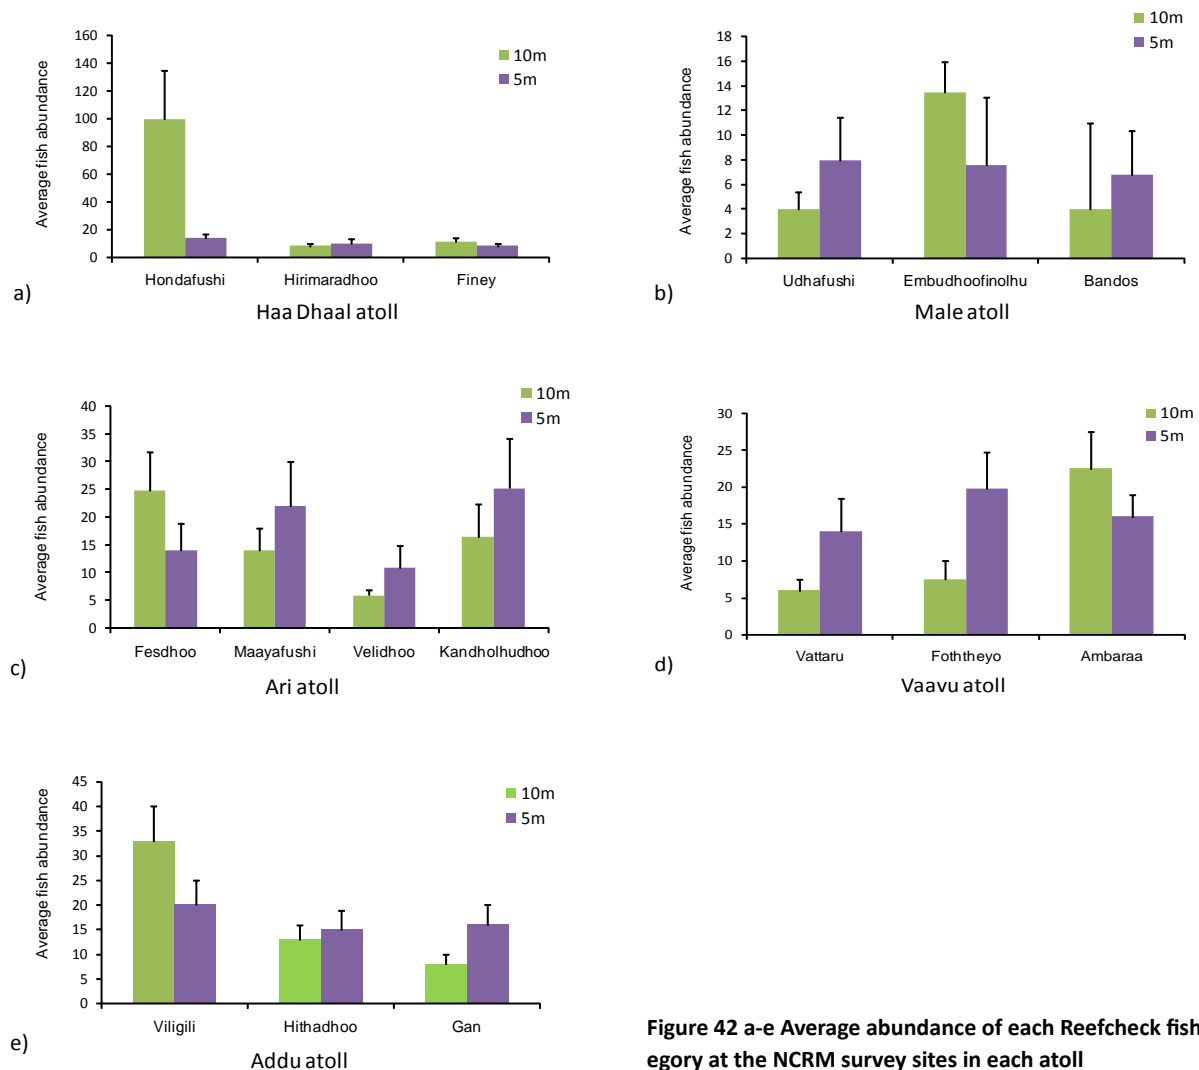 160
140
120
100
80
60
40
20
0
Average fish abundance
10m
5m
Hondafushi Hirimaradhoo Finey
a)
Haa Dhaal atoll
18
16
14
12
10
8
6
4
2
0
Average fish abundance
10m
5m
Udhafushi Embudhoofinolhu Bandos
b)
Male atoll
40
35
30
25
20
15
10
5
0
Average fish abundance
10m
5m
Fesdhoo Maayafushi Velidhoo Kandholhudhoo
c)
Ari atoll
30
25
20
15
10
5
0
Average fish abundance
10m
5m
Vattaru Foththeyo Ambaraa
d)
Vaavu atoll
45
40
35
30
25
20
15
10
5
0
Average fish abundance
10m
5m
Viligili Hithadhoo Gan
e)
Addu atoll
Figure 42 a-e Average abundance of each Reefcheck fish
egory at the NCRM survey sites in each atoll